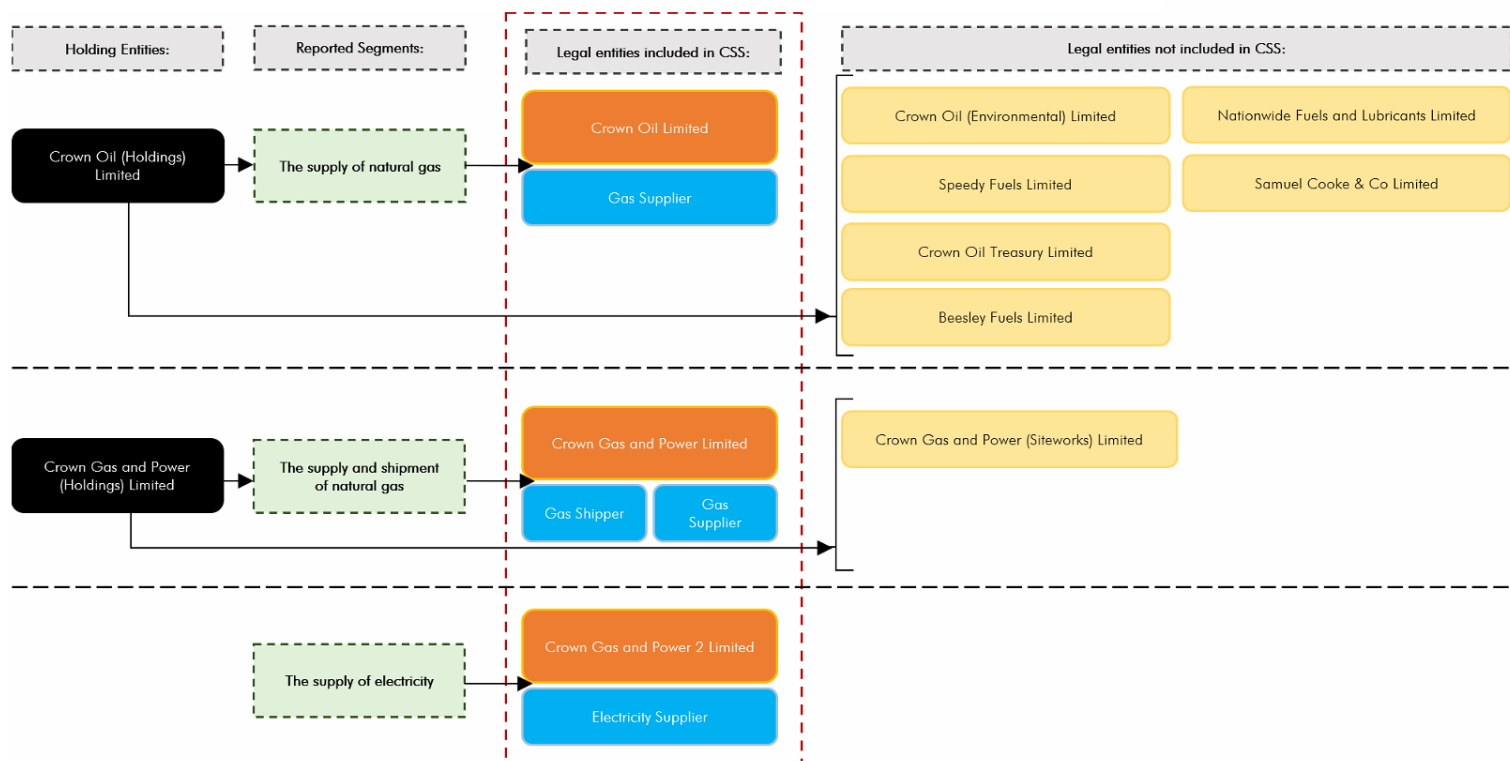 Holding Entities:
Reported Segments:
Legal entities included in CSS:
Legal entities not included in CSS:
Crown Oil (Holdings)
Limited
The supply of natural gas
Crown Oil Limited
Gas Supplier
Crown Oil (Environmental) Limited
Nationwide Fuels and Lubricants Limited
Speedy Fuels Limited
Samuel Cooke & Co Limited
Crown Oil Treasury Limited
Beesley Fuels Limited
Crown Gas and Power
(Holdings) Limited
The supply and shipment
of natural gas
Crown Gas and Power Limited
Gas Shipper
Gas
Supplier
Crown Gas and Power (Siteworks) Limited
The supply of electricity
Crown Gas and Power 2 Limited
Electricity Supplier